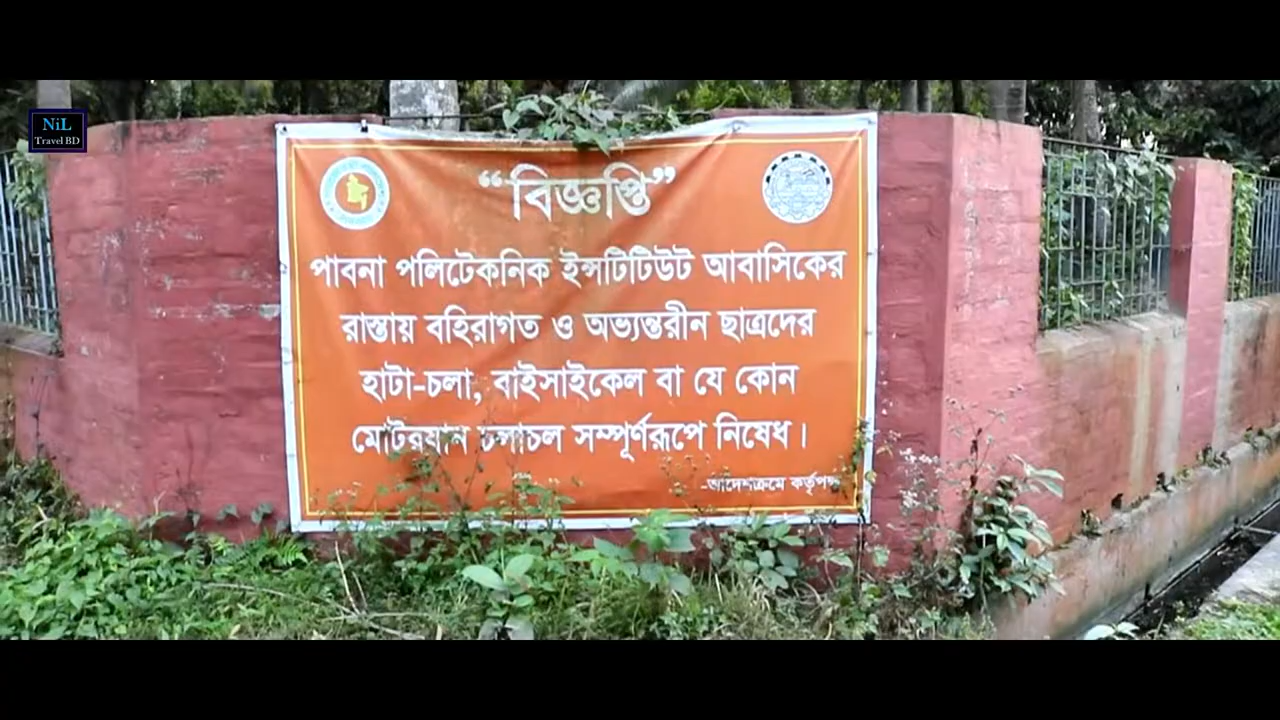 NiL
Travel BD
“বিজ্ঞপ্তি”
পাবনা পলিটেকনিক ইন্সটিটিউট আবাসিকের
রাস্তায় বহিরাগত ও অভ্যন্তরীন ছাত্রদের
হাটা-চলা, বাইসাইকেল বা যে কোন
মোটরযান চলাচল সম্পূর্ণরূপে নিষেধ।
-আদেশক্রমে কর্তৃপক্ষ